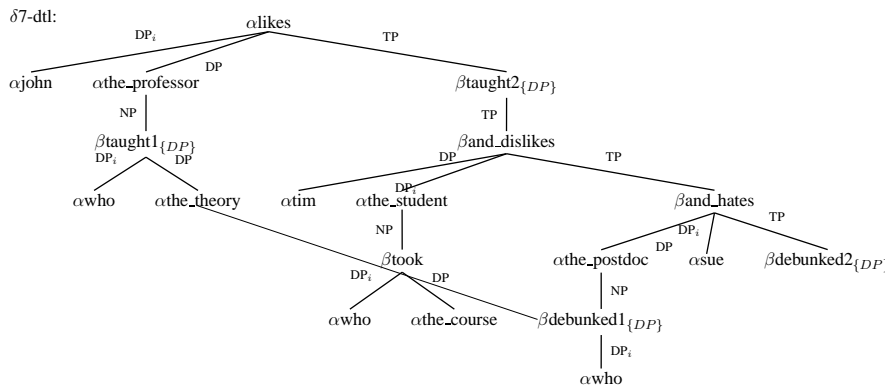 δ7-dtl:
αlikes
DP_i DP TP
αjohn αthe_professor βtaught2_{DP}
NP TP
βtaught1_{DP} βand_dislikes
DP_i DP DP DP_i TP
αwho αthe_theory αtim αthe_student βand_hates
NP DP DP_i TP
βtook αthe_postdoc αsue βdebunked2_{DP}
DP_i DP NP
αwho αthe_course βdebunked1_{DP}
DP_i
αwho